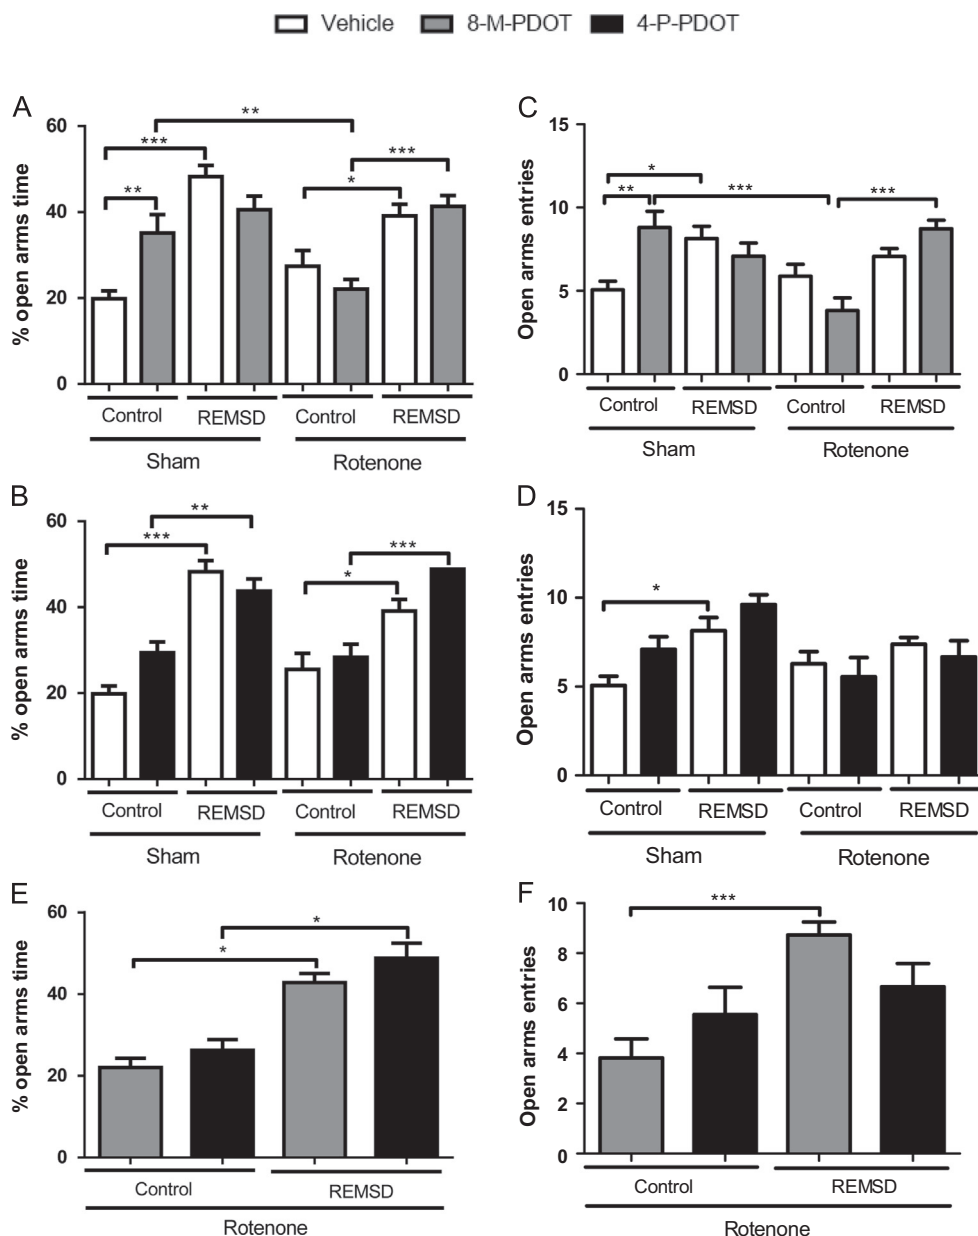 Vehicle 8-M-PDOT 4-P-PDOT
A
% open arms time
60
40
20
0
**
***
**
*
***
Control REMSD Control REMSD
Sham Rotenone
C
Open arms entries
15
10
5
0
*
**
***
***
Control REMSD Control REMSD
Sham Rotenone
B
% open arms time
60
40
20
0
**
***
*
***
Control REMSD Control REMSD
Sham Rotenone
D
Open arms entries
15
10
5
0
*
Control REMSD Control REMSD
Sham Rotenone
E
% open arms time
60
40
20
0
*
*
Control REMSD
Rotenone
F
Open arms entries
10
8
6
4
2
0
***
Control REMSD
Rotenone